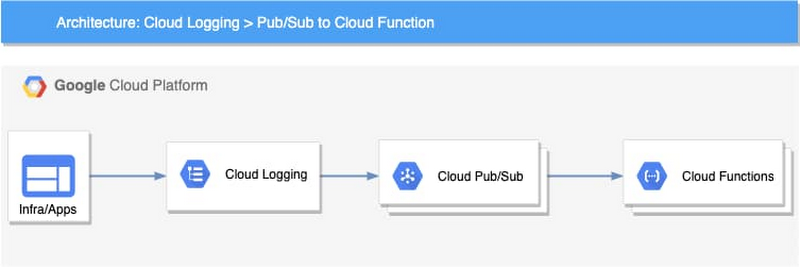 Architecture: Cloud Logging > Pub/Sub to Cloud Function
Google Cloud Platform
Infra/Apps
Cloud Logging
Cloud Pub/Sub
Cloud Functions